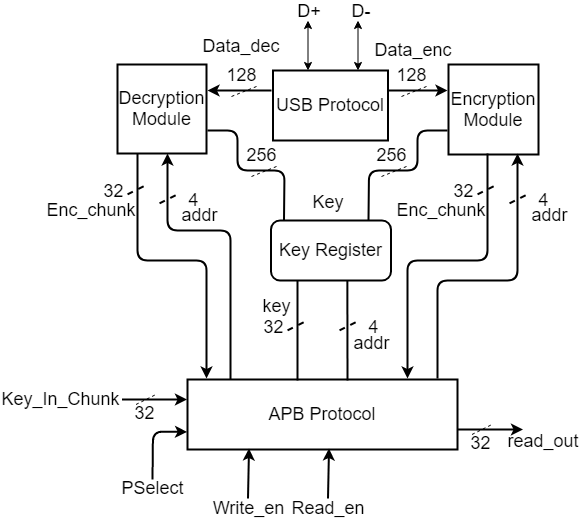 D+ D-
Data_dec
Data_enc
128
128
Decryption
Module
USB Protocol
Encryption
Module
256
256
32
Enc_chunk
4
addr
Key
32
Enc_chunk
4
addr
Key Register
key
32
4
addr
Key_In_Chunk
32
APB Protocol
32
read_out
PSelect
Write_en
Read_en